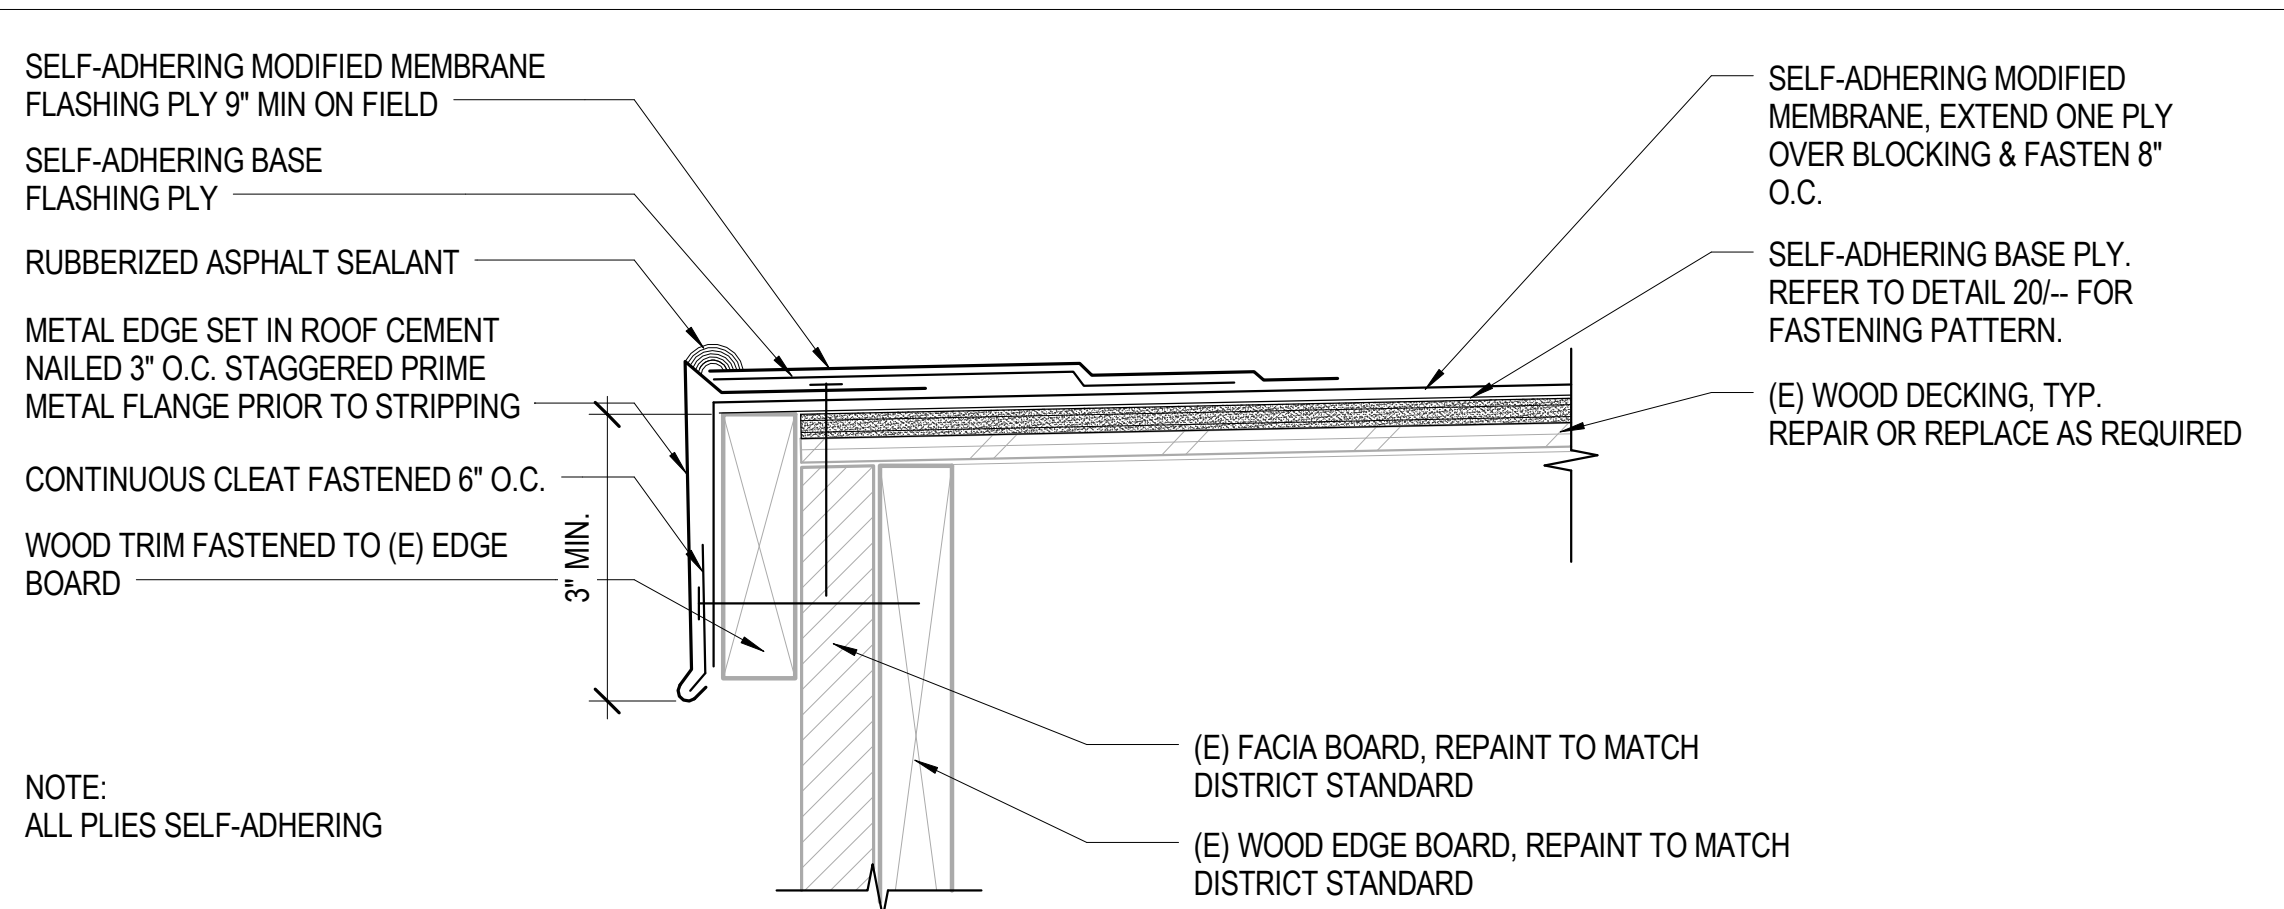 SELF-ADHERING MODIFIED MEMBRANE
FLASHING PLY 9" MIN ON FIELD
SELF-ADHERING BASE
FLASHING PLY
RUBBERIZED ASPHALT SEALANT
METAL EDGE SET IN ROOF CEMENT
NAILED 3" O.C. STAGGERED PRIME
METAL FLANGE PRIOR TO STRIPPING
CONTINUOUS CLEAT FASTENED 6" O.C.
WOOD TRIM FASTENED TO (E) EDGE
BOARD
3" MIN.
NOTE:
ALL PLIES SELF-ADHERING
SELF-ADHERING MODIFIED
MEMBRANE, EXTEND ONE PLY
OVER BLOCKING & FASTEN 8"
O.C.
SELF-ADHERING BASE PLY.
REFER TO DETAIL 20/-- FOR
FASTENING PATTERN.
(E) WOOD DECKING, TYP.
REPAIR OR REPLACE AS REQUIRED
(E) FACIA BOARD, REPAINT TO MATCH
DISTRICT STANDARD
(E) WOOD EDGE BOARD, REPAINT TO MATCH
DISTRICT STANDARD